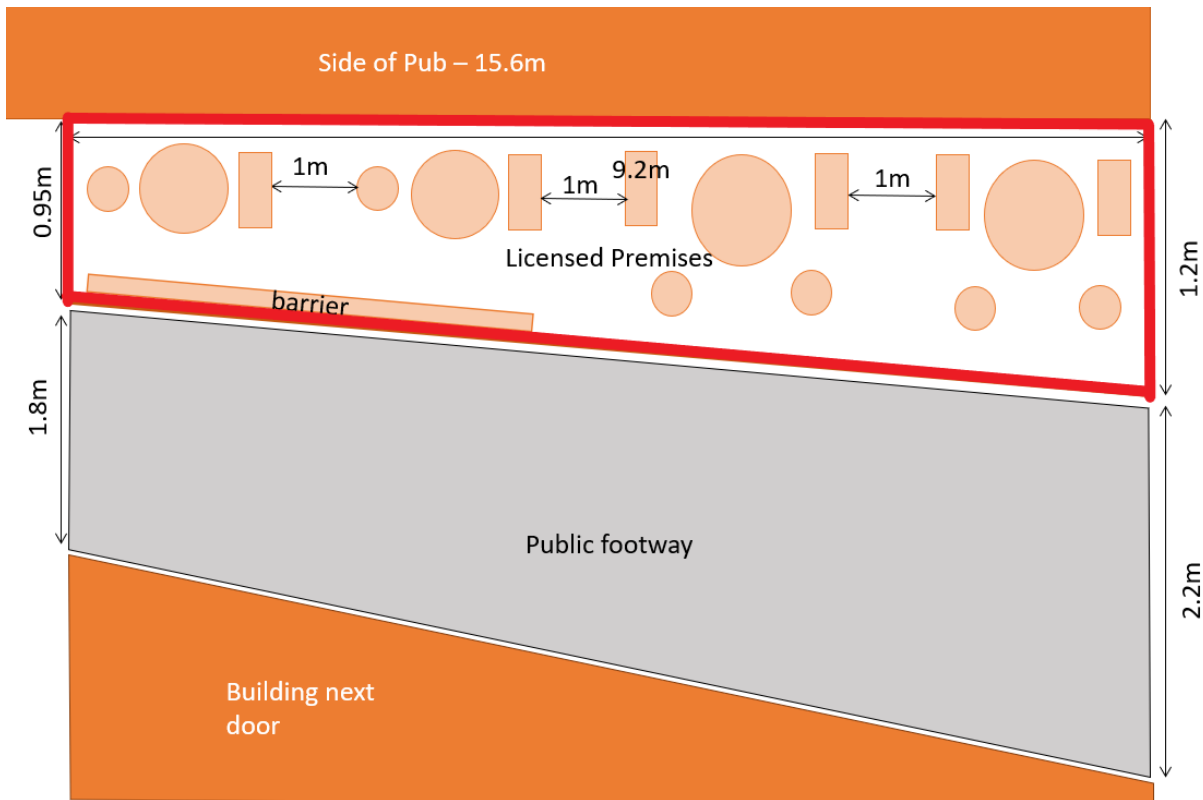 Side of Pub – 15.6m
0.95m
1m
1m
9.2m
1m
1.2m
Licensed Premises
barrier
1.8m
Public footway
2.2m
Building next
door